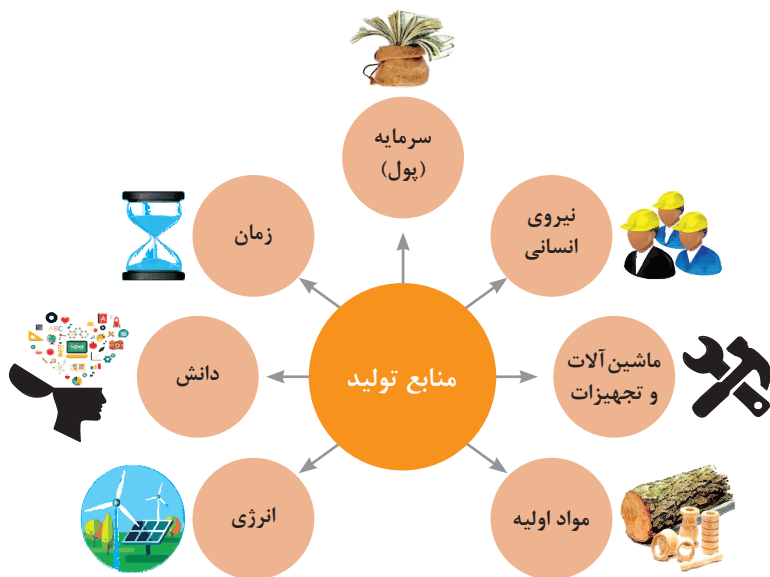 سرمایه
(پول)
نیروی
انسانی
زمان
ماشین‌آلات
و تجهیزات
منابع تولید
دانش
مواد اولیه
انرژی